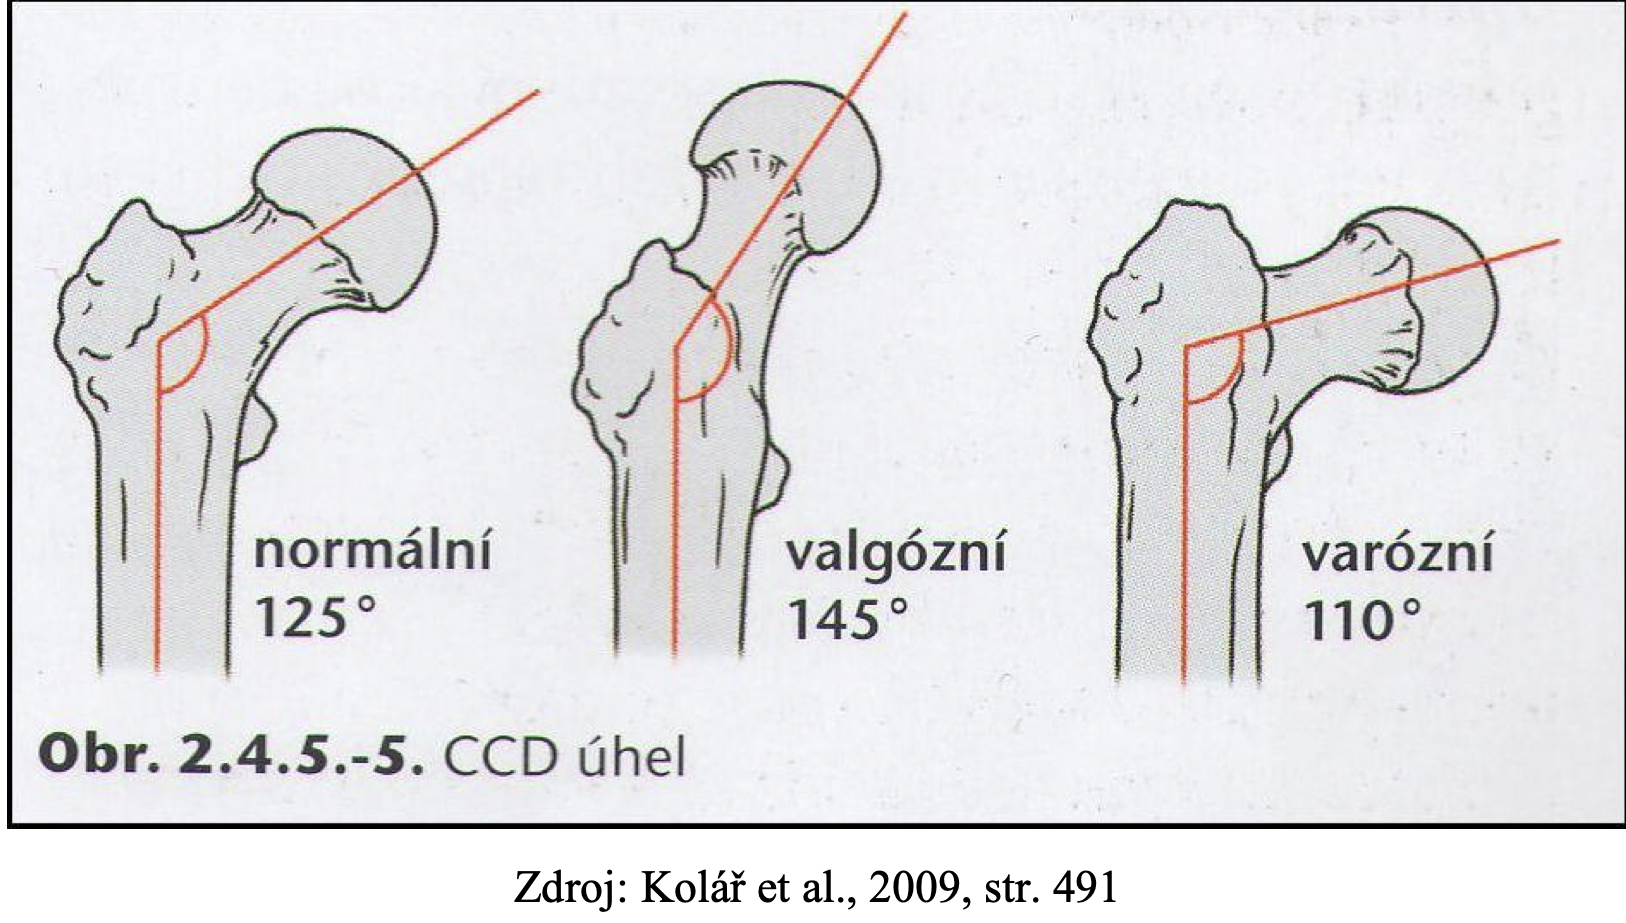 normální
125°
valgózní
145°
varózní
110°
Obr. 2.4.5.-5. CCD úhel
Zdroj: Kolář et al., 2009, str. 491